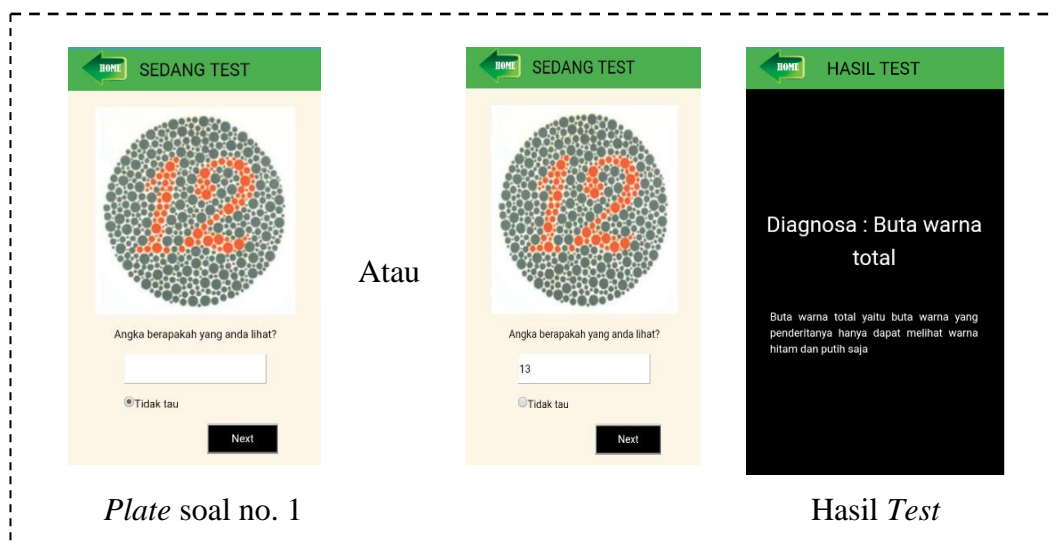 HOME SEDANG TEST
12
Angka berapakah yang anda lihat?
Tidak tau
Next
Plate soal no. 1
Atau
HOME SEDANG TEST
12
Angka berapakah yang anda lihat?
13
Tidak tau
Next
HOME HASIL TEST
Diagnosa : Buta warna
total
Buta warna total yaitu buta warna yang
penderitanya hanya dapat melihat warna
hitam dan putih saja
Hasil Test